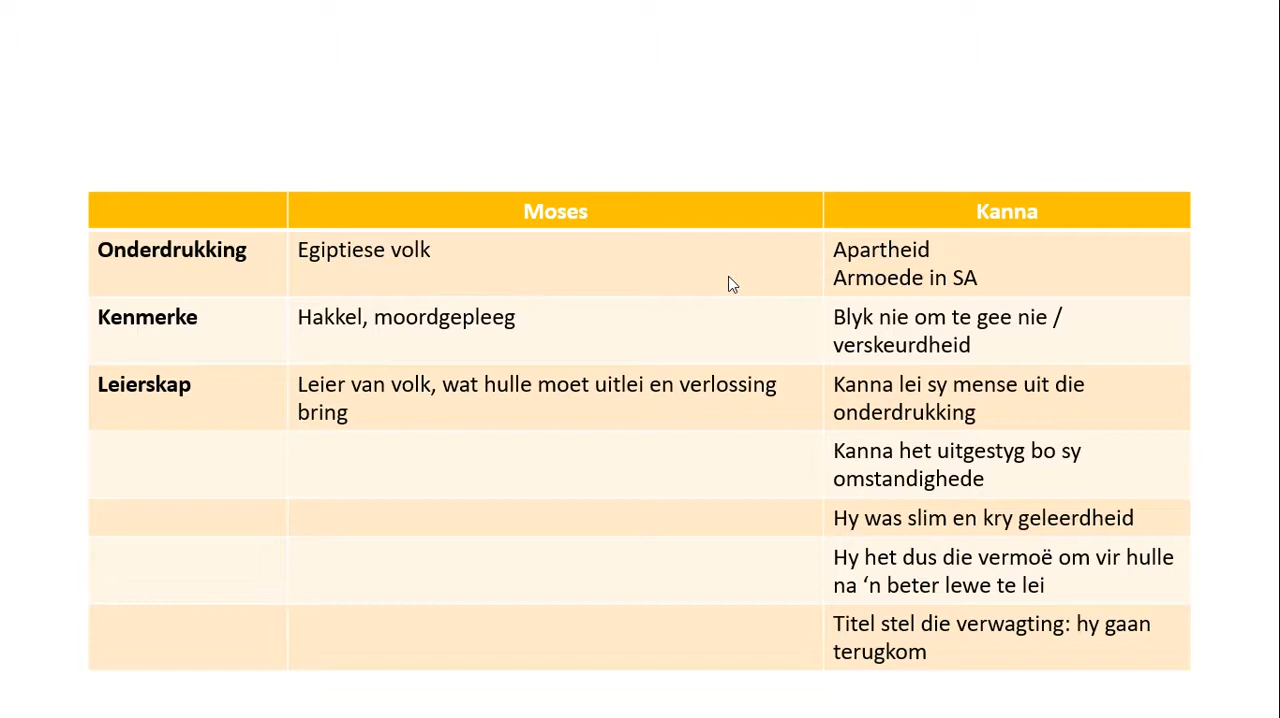 Moses Kanna
Onderdrukking Egiptiese volk Apartheid
Armoede in SA
Kenmerke Hakkel, moordgepleeg Blyk nie om te gee nie /
verskeurdheid
Leierskap Leier van volk, wat hulle moet uitlei en verlossing Kanna lei sy mense uit die
bring onderdrukking
Kanna het uitgestyg bo sy
omstandighede
Hy was slim en kry geleerdheid
Hy het dus die vermoë om vir hulle
na ‘n beter lewe te lei
Titel stel die verwagting: hy gaan
terugkom